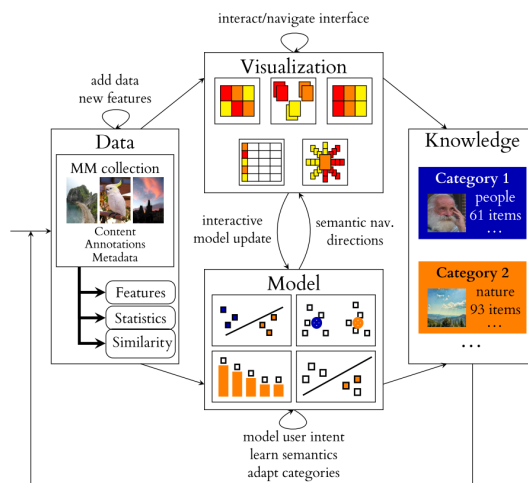 interact/navigate interface
add data
new features
Visualization
Data
MM collection
Content
Annotations
Metadata
Features
Statistics
Similarity
interactive
model update
semantic nav.
directions
Model
model user intent
learn semantics
adapt categories
Knowledge
Category 1
people
61 items
...
Category 2
nature
93 items
...
...